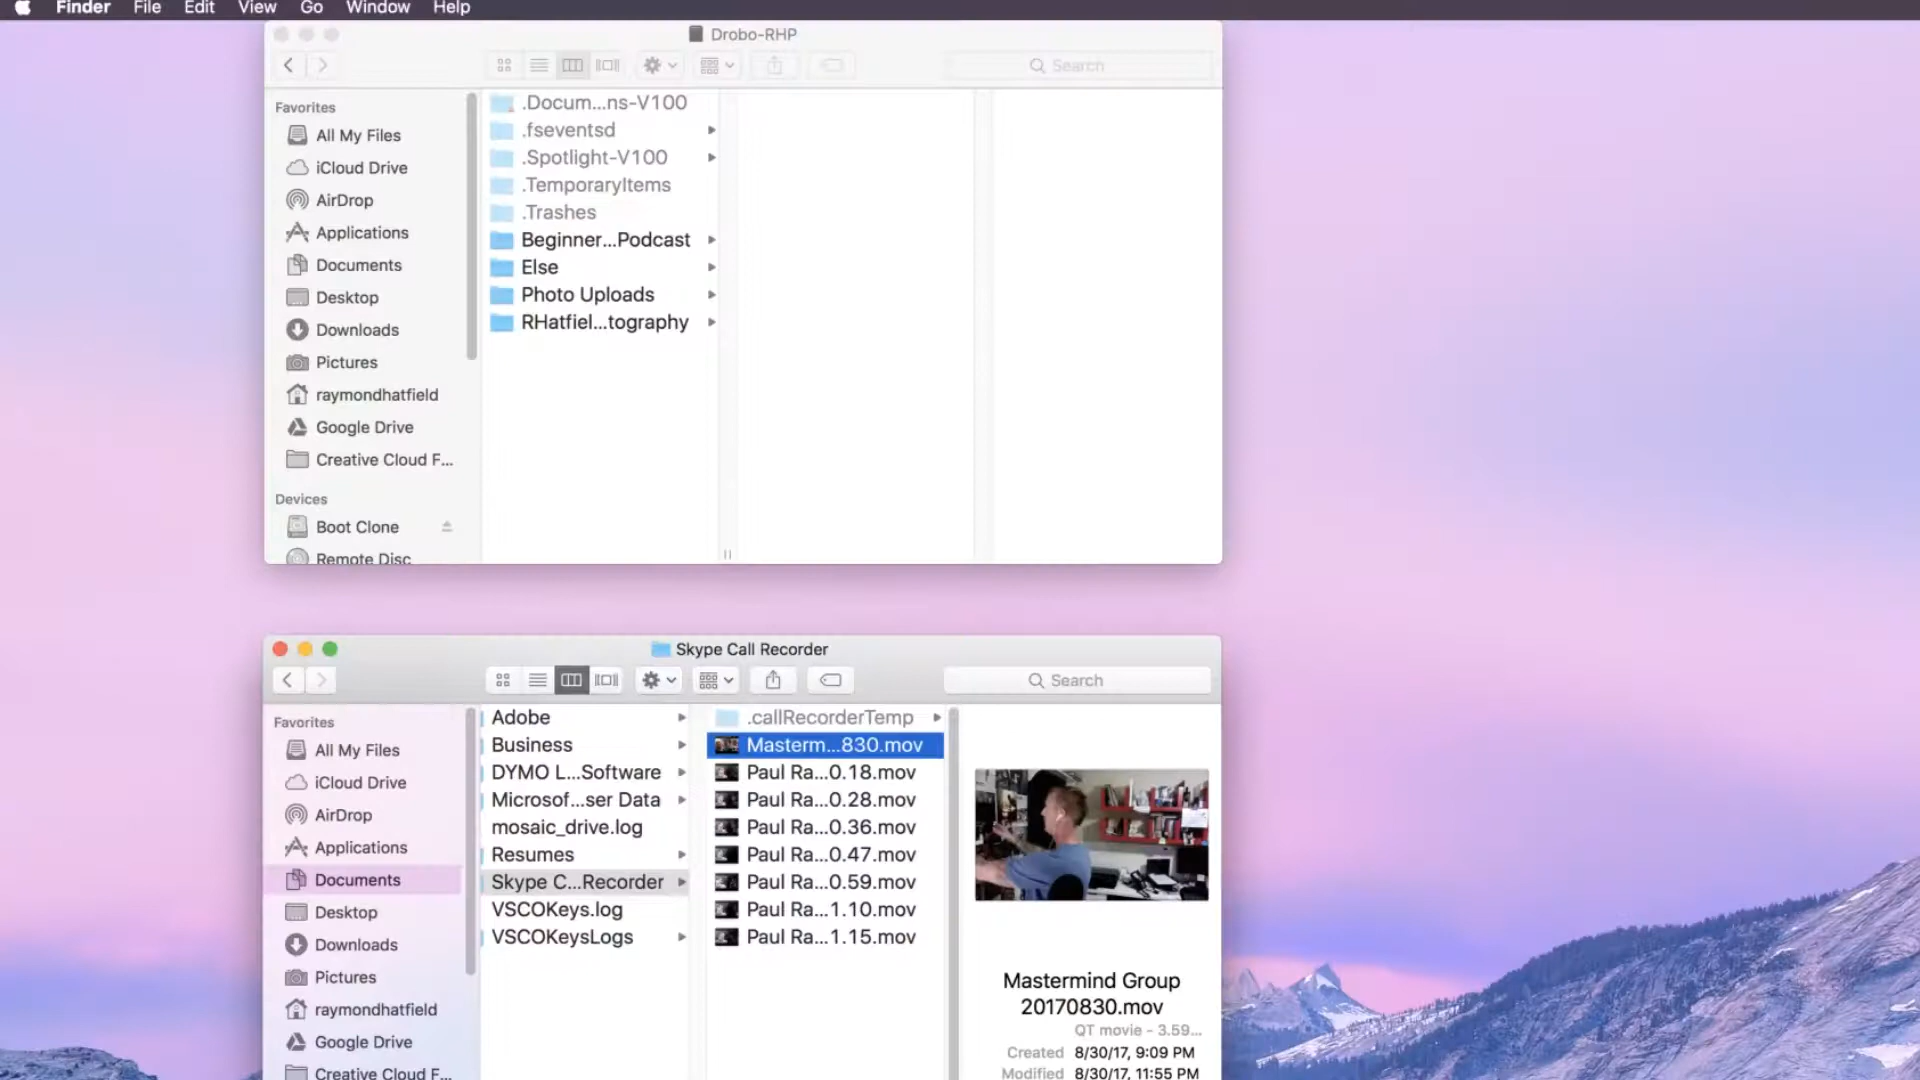 Finder File Edit View Go Window Help
Drobo-RHP
Search
Favorites
All My Files
iCloud Drive
AirDrop
Applications
Documents
Desktop
Downloads
Pictures
raymondhatfield
Google Drive
Creative Cloud F...
Devices
Boot Clone
Remote Disc
.Docum...ns-V100
.fseventsd
.Spotlight-V100
.TemporaryItems
.Trashes
Beginner...Podcast
Else
Photo Uploads
RHatfiel...tography
Skype Call Recorder
Search
Favorites
All My Files
iCloud Drive
AirDrop
Applications
Documents
Desktop
Downloads
Pictures
raymondhatfield
Google Drive
Creative Cloud F...
Adobe
Business
DYMO L...Software
Microsof...ser Data
mosaic_drive.log
Resumes
Skype C...Recorder
VSCOKeys.log
VSCOKeysLogs
.callRecorderTemp
Masterm...830.mov
Paul Ra...0.18.mov
Paul Ra...0.28.mov
Paul Ra...0.36.mov
Paul Ra...0.47.mov
Paul Ra...0.59.mov
Paul Ra...1.10.mov
Paul Ra...1.15.mov
Mastermind Group
20170830.mov
QT movie - 3.59...
Created 8/30/17, 9:09 PM
Modified 8/30/17, 11:55 PM